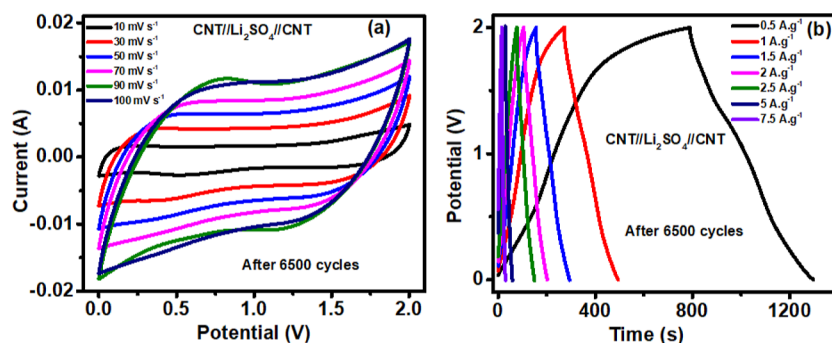 (a)
CNT//Li₂SO₄//CNT
10 mV s⁻¹
30 mV s⁻¹
50 mV s⁻¹
70 mV s⁻¹
90 mV s⁻¹
100 mV s⁻¹
0.02
0.01
0.00
-0.01
-0.02
Current (A)
After 6500 cycles
0.0 0.5 1.0 1.5 2.0
Potential (V)
(b)
0.5 A.g⁻¹
1 A.g⁻¹
1.5 A.g⁻¹
2 A.g⁻¹
2.5 A.g⁻¹
5 A.g⁻¹
7.5 A.g⁻¹
CNT//Li₂SO₄//CNT
2
1
0
Potential (V)
After 6500 cycles
0 400 800 1200
Time (s)